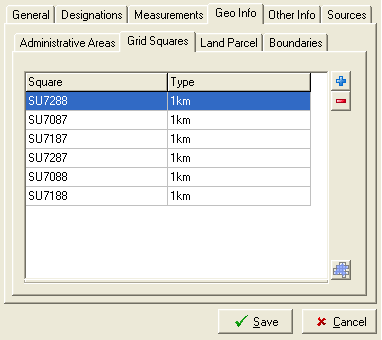 General Designations Measurements Geo Info Other Info Sources
Administrative Areas Grid Squares Land Parcel Boundaries
Square Type
SU7288 1km
SU7087 1km
SU7187 1km
SU7287 1km
SU7088 1km
SU7188 1km
Save Cancel